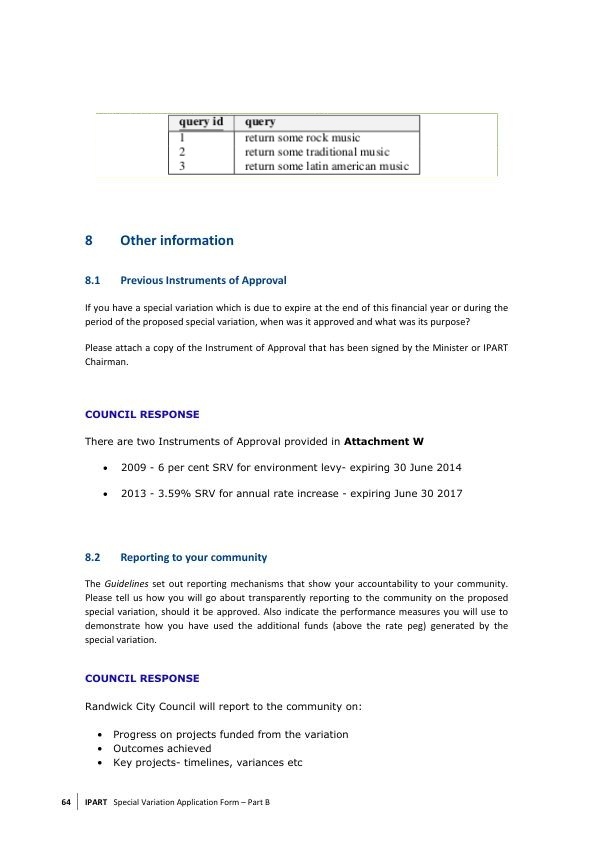 query id query
1 return some rock music
2 return some traditional music
3 return some latin american music
8 Other information
8.1 Previous Instruments of Approval
If you have a special variation which is due to expire at the end of this financial year or during the
period of the proposed special variation, when was it approved and what was its purpose?
Please attach a copy of the Instrument of Approval that has been signed by the Minister or IPART
Chairman.
COUNCIL RESPONSE
There are two Instruments of Approval provided in Attachment W
• 2009 - 6 per cent SRV for environment levy- expiring 30 June 2014
• 2013 - 3.59% SRV for annual rate increase - expiring June 30 2017
8.2 Reporting to your community
The Guidelines set out reporting mechanisms that show your accountability to your community.
Please tell us how you will go about transparently reporting to the community on the proposed
special variation, should it be approved. Also indicate the performance measures you will use to
demonstrate how you have used the additional funds (above the rate peg) generated by the
special variation.
COUNCIL RESPONSE
Randwick City Council will report to the community on:
• Progress on projects funded from the variation
• Outcomes achieved
• Key projects- timelines, variances etc
64 IPART Special Variation Application Form – Part B